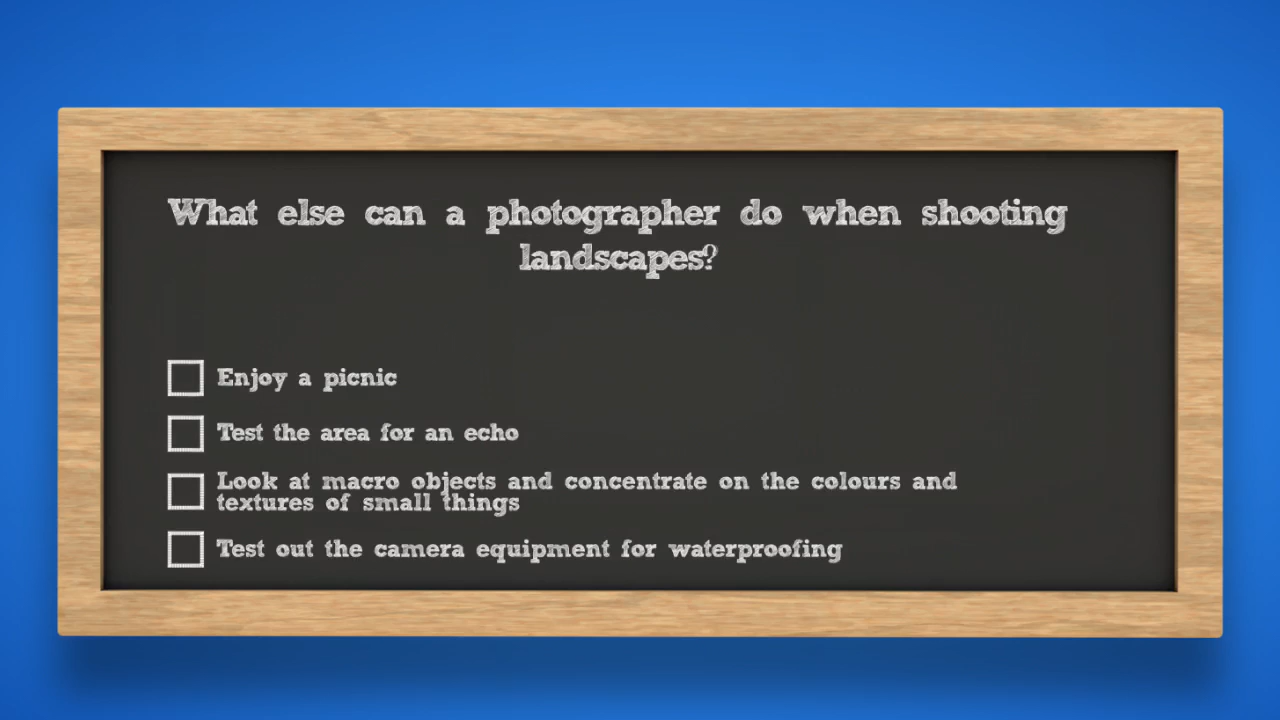 What else can a photographer do when shooting
landscapes?
Enjoy a picnic
Test the area for an echo
Look at macro objects and concentrate on the colours and
textures of small things
Test out the camera equipment for waterproofing